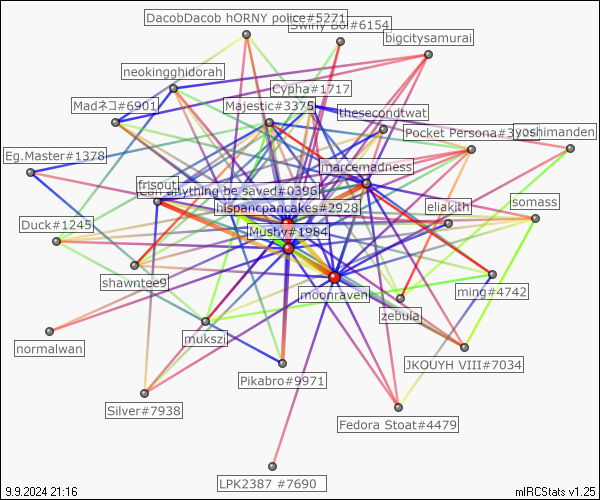 DacobDacob hORNY police#5271
Swiny Boi#6154
bigcitysamurai
neokingghidorah
Cypha#1717
Madネコ#6901
Majestic#3375
thesecondtwat
Pocket Persona#3905
yoshimanden
Eg.Master#1378
marcemadness
frisout
Can anything be saved#0396
hispancpancakes#2928
eliakith
somass
Duck#1245
Mushy#1984
shawntee9
moonraven
ming#4742
zebula
normalwan
mukszi
JKOUYH VIII#7034
Pikabro#9971
Silver#7938
Fedora Stoat#4479
LPK2387 #7690
9.9.2024 21:16
mIRCStats v1.25